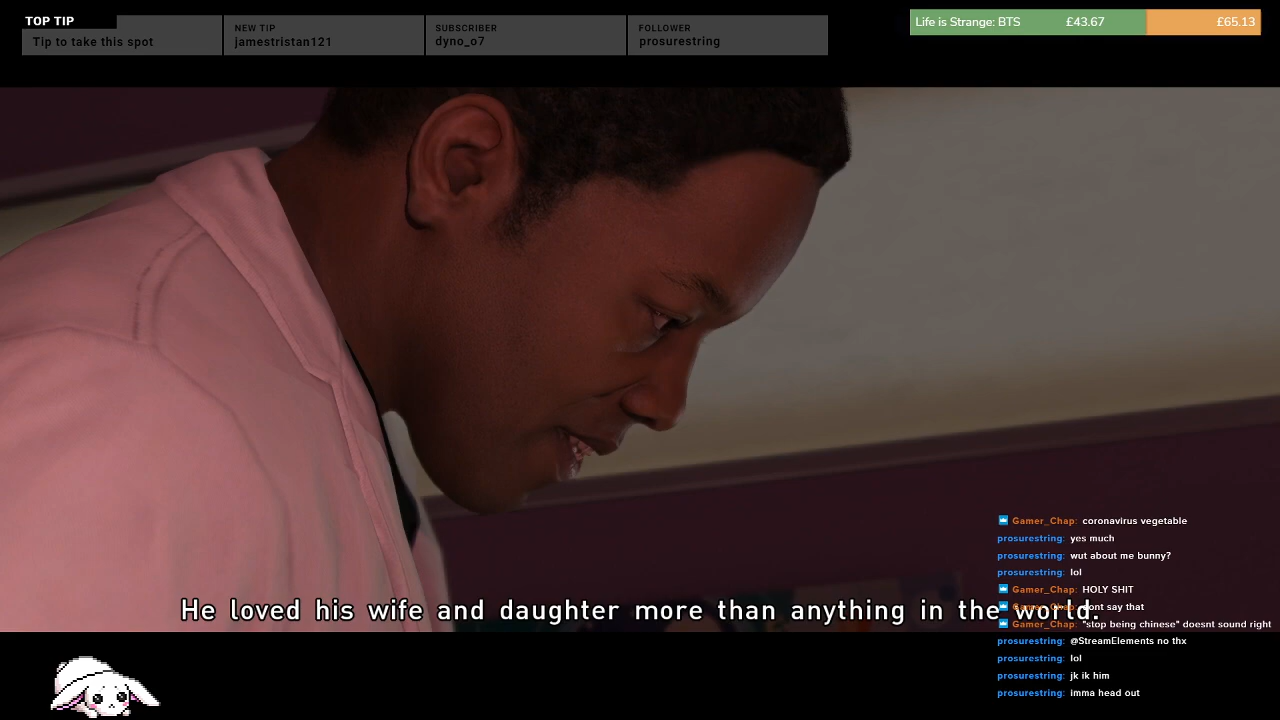 TOP TIP
Tip to take this spot
NEW TIP
jamestristan121
SUBSCRIBER
dyno_o7
FOLLOWER
prosurestring
Life is Strange: BTS £43.67 £65.13
Gamer_Chap: coronavirus vegetable
prosurestring: yes much
prosurestring: wut about me bunny?
prosurestring: lol
Gamer_Chap: HOLY SHIT
Gamer_Chap: dont say that
Gamer_Chap: "stop being chinese" doesnt sound right
prosurestring: @StreamElements no thx
prosurestring: lol
prosurestring: jk ik him
prosurestring: imma head out
He loved his wife and daughter more than anything in the world.